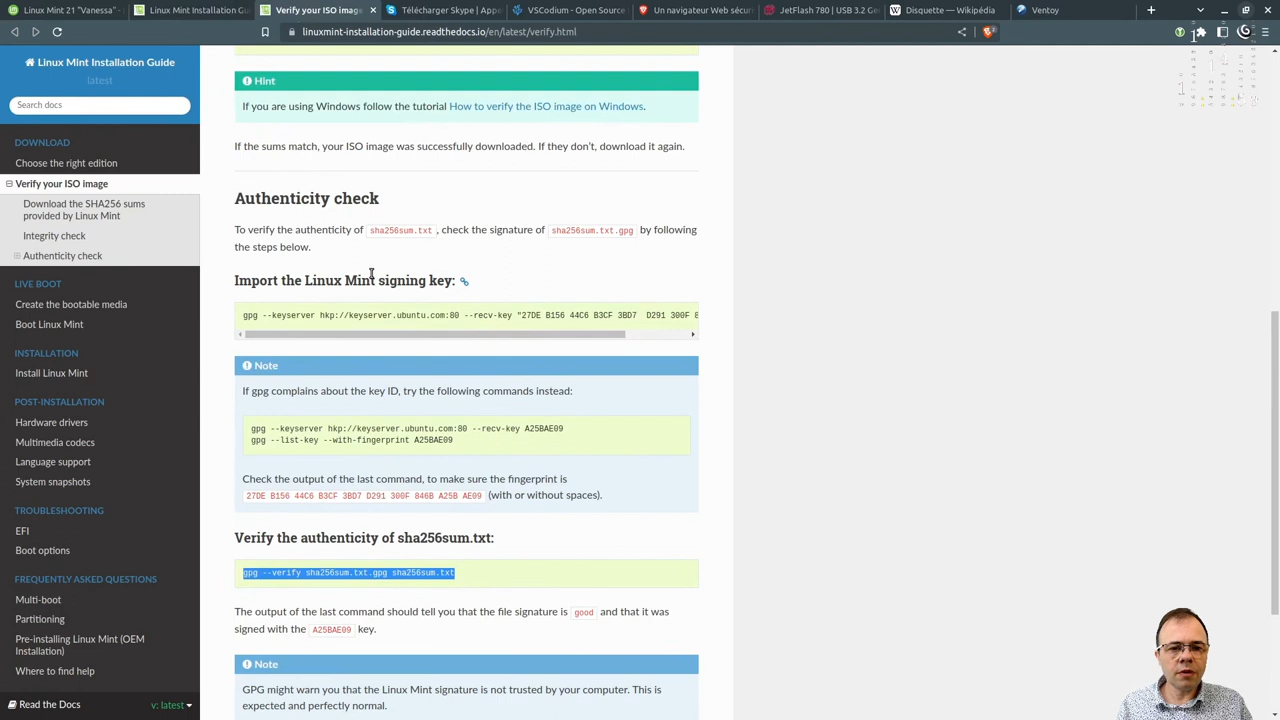 Linux Mint 21 "Vanessa" -
Linux Mint Installation Gu
Verify your ISO image
Télécharger Skype | App
VSCodium - Open Source
Un navigateur Web sécuri
JetFlash 780 | USB 3.2 Gen
Disquette — Wikipédia
Ventoy
linuxmint-installation-guide.readthedocs.io/en/latest/verify.html
Linux Mint Installation Guide
latest
Search docs
DOWNLOAD
Choose the right edition
Verify your ISO image
Download the SHA256 sums
provided by Linux Mint
Integrity check
Authenticity check
LIVE BOOT
Create the bootable media
Boot Linux Mint
INSTALLATION
Install Linux Mint
POST-INSTALLATION
Hardware drivers
Multimedia codecs
Language support
System snapshots
TROUBLESHOOTING
EFI
Boot options
FREQUENTLY ASKED QUESTIONS
Multi-boot
Partitioning
Pre-installing Linux Mint (OEM
Installation)
Where to find help
Read the Docs
v: latest
Hint
If you are using Windows follow the tutorial How to verify the ISO image on Windows.
If the sums match, your ISO image was successfully downloaded. If they don't, download it again.
Authenticity check
To verify the authenticity of sha256sum.txt , check the signature of sha256sum.txt.gpg by following
the steps below.
Import the Linux Mint signing key:
gpg --keyserver hkp://keyserver.ubuntu.com:80 --recv-key "27DE B156 44C6 B3CF 3BD7  D291 300F 8
Note
If gpg complains about the key ID, try the following commands instead:
gpg --keyserver hkp://keyserver.ubuntu.com:80 --recv-key A25BAE09
gpg --list-key --with-fingerprint A25BAE09
Check the output of the last command, to make sure the fingerprint is
27DE B156 44C6 B3CF 3BD7 D291 300F 846B A25B AE09 (with or without spaces).
Verify the authenticity of sha256sum.txt:
gpg --verify sha256sum.txt.gpg sha256sum.txt
The output of the last command should tell you that the file signature is good and that it was
signed with the A25BAE09 key.
Note
GPG might warn you that the Linux Mint signature is not trusted by your computer. This is
expected and perfectly normal.